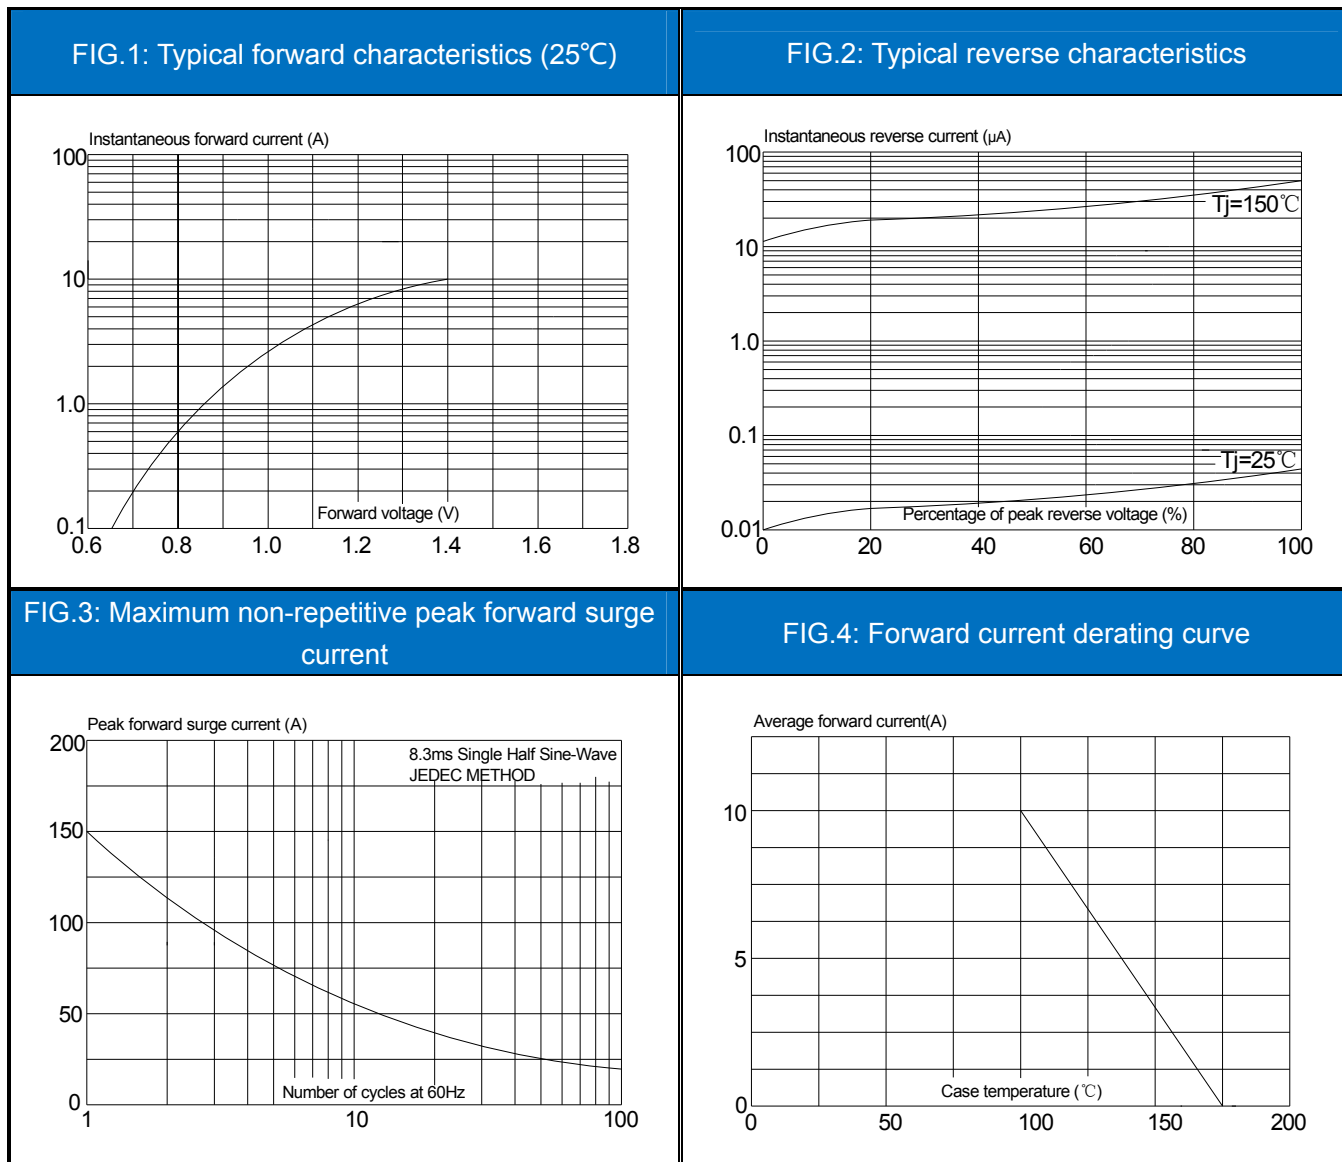 FIG.1: Typical forward characteristics (25℃)
FIG.2: Typical reverse characteristics
Instantaneous forward current (A)
100
10
1.0
0.1
Forward voltage (V)
0.6 0.8 1.0 1.2 1.4 1.6 1.8
Instantaneous reverse current (μA)
100
Tj=150℃
10
1.0
0.1
Tj=25℃
0.01
Percentage of peak reverse voltage (%)
0 20 40 60 80 100
FIG.3: Maximum non-repetitive peak forward surge
current
FIG.4: Forward current derating curve
Peak forward surge current (A)
200
8.3ms Single Half Sine-Wave
JEDEC METHOD
150
100
50
0
Number of cycles at 60Hz
1 10 100
Average forward current(A)
10
5
0
Case temperature (℃)
0 50 100 150 200